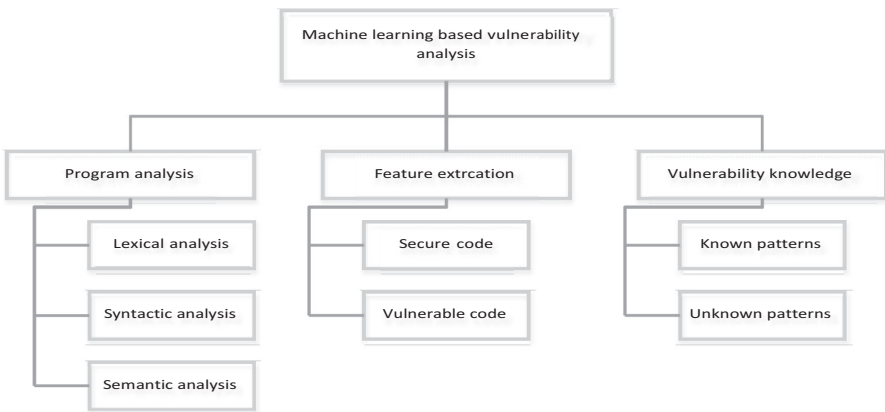 Machine learning based vulnerability
analysis
Program analysis
Feature extrcation
Vulnerability knowledge
Lexical analysis
Secure code
Known patterns
Syntactic analysis
Vulnerable code
Unknown patterns
Semantic analysis